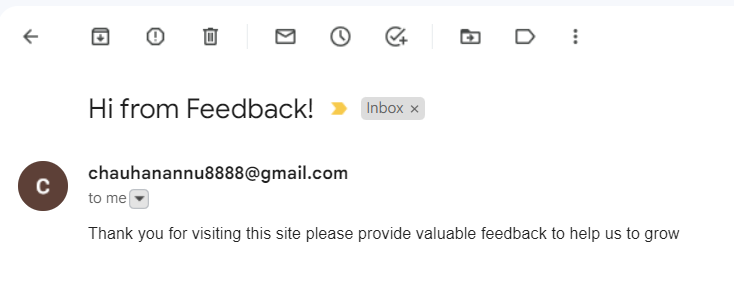 Hi from Feedback!
Inbox ×
C
chauhanannu8888@gmail.com
to me
Thank you for visiting this site please provide valuable feedback to help us to grow